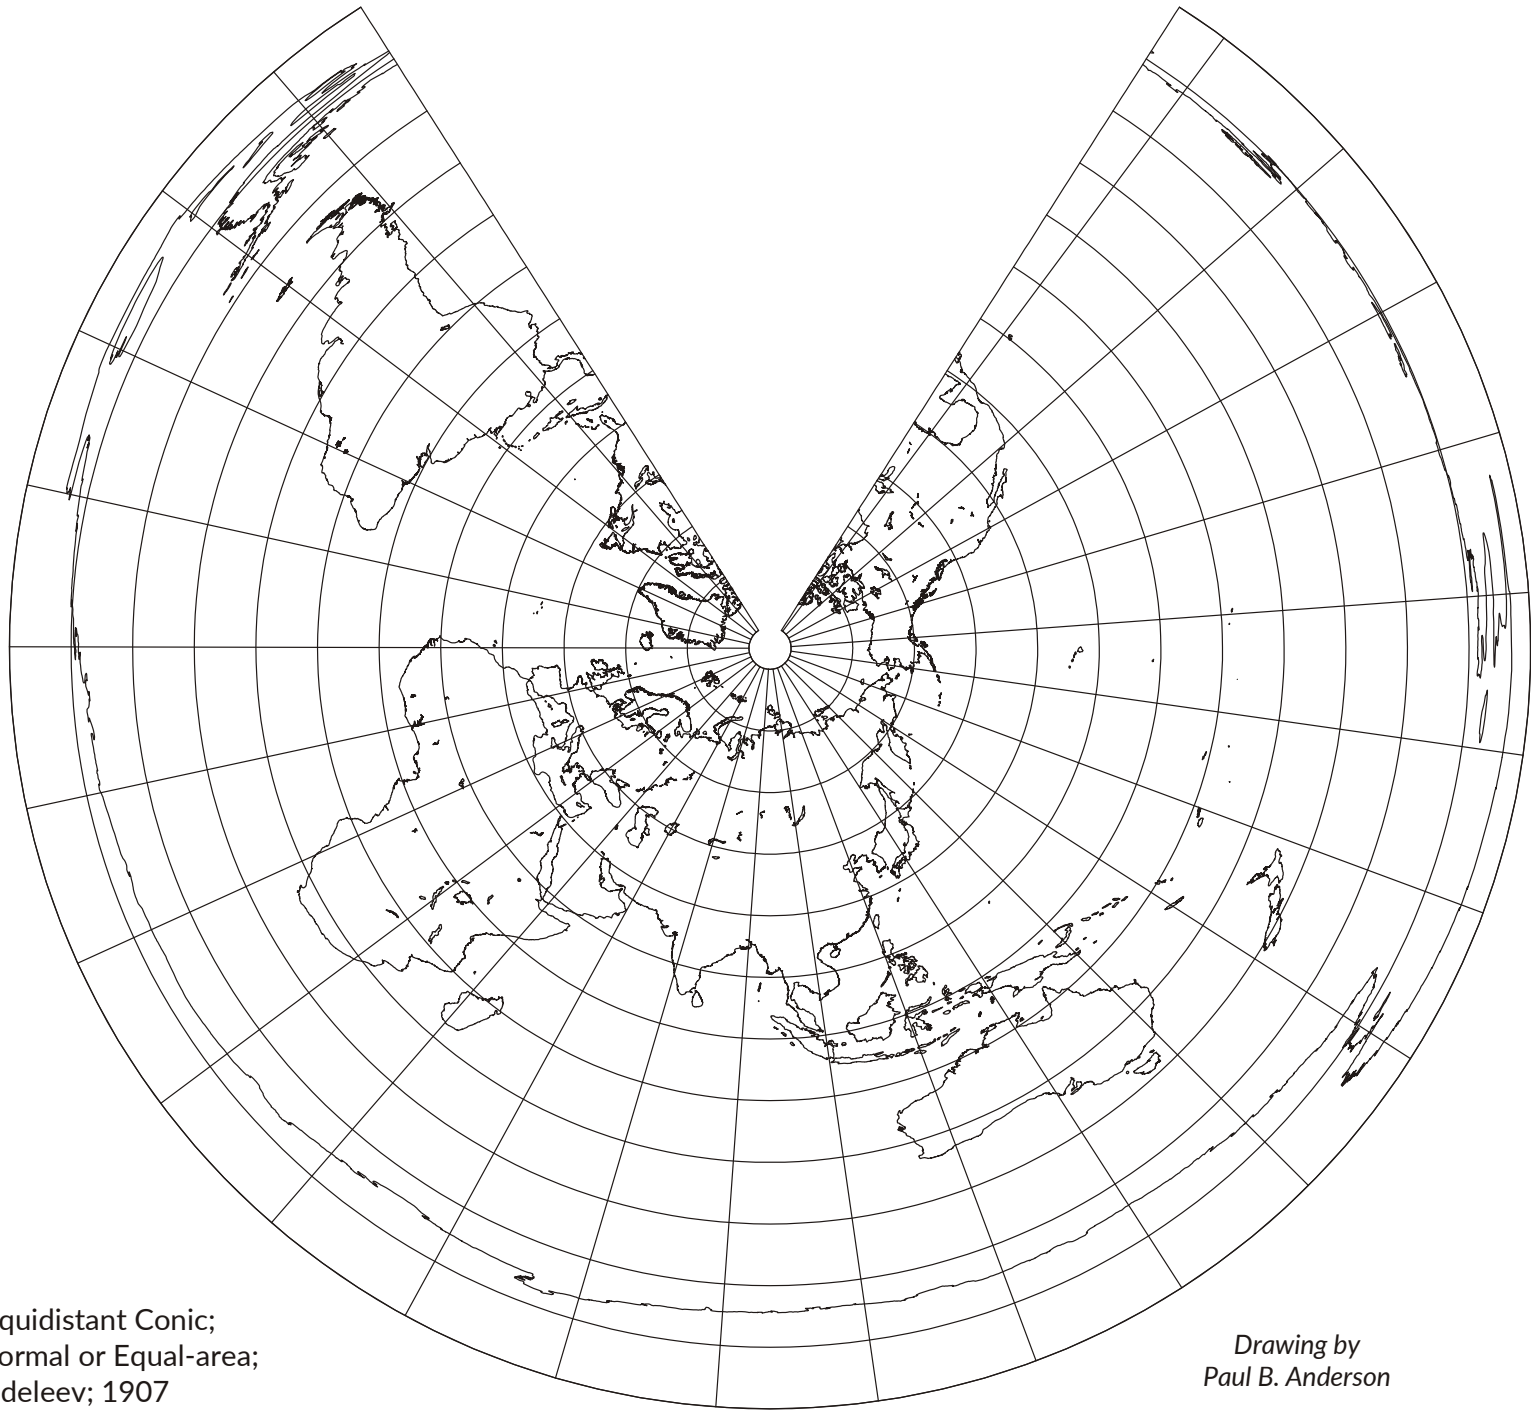 quidistant Conic;
ormal or Equal-area;
deleev; 1907
Drawing by
Paul B. Anderson